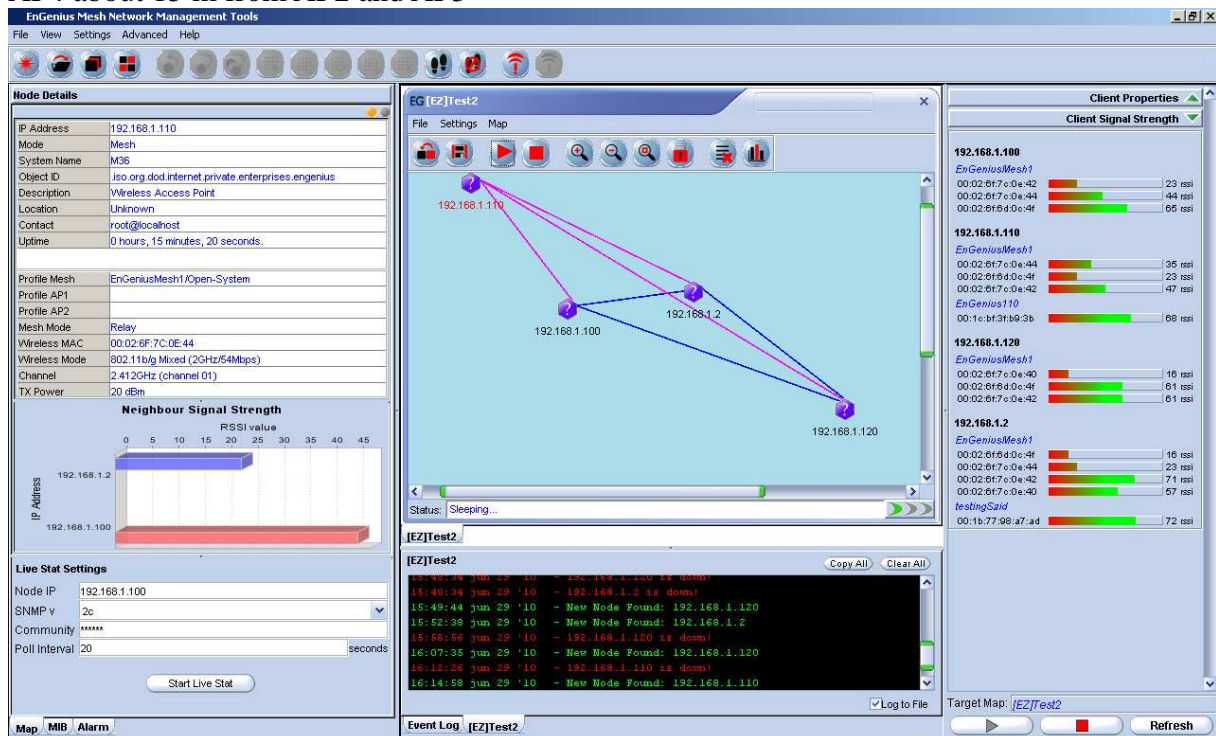 AP4 about 15 m from AP2 and AP3
EnGenius Mesh Network Management Tools
File View Settings Advanced Help
Node Details
IP Address 192.168.1.110
Mode Mesh
System Name M36
Object ID .iso.org.dod.internet.private.enterprises.engenius
Description Wireless Access Point
Location Unknown
Contact root@localhost
Uptime 0 hours, 15 minutes, 20 seconds.
Profile Mesh EnGeniusMesh1/Open-System
Profile AP1
Profile AP2
Mesh Mode Relay
Wireless MAC 00:02:6F:7C:0E:44
Wireless Mode 802.11b/g Mixed (2GHz/54Mbps)
Channel 2.412GHz (channel 01)
TX Power 20 dBm
Neighbour Signal Strength
RSSI value
0 5 10 15 20 25 30 35 40 45
IP Address
192.168.1.2
192.168.1.100
Live Stat Settings
Node IP 192.168.1.100
SNMP v 2c
Community ******
Poll Interval 20 seconds
Start Live Stat
Map MIB Alarm
EG [EZ]Test2
File Settings Map
192.168.1.110
192.168.1.2
192.168.1.100
192.168.1.120
Status: Sleeping...
[EZ]Test2
[EZ]Test2 Copy All Clear All
15:48:34 jun 29 '10 - 192.168.1.120 is down!
15:48:34 jun 29 '10 - 192.168.1.2 is down!
15:49:44 jun 29 '10 - New Node Found: 192.168.1.120
15:52:38 jun 29 '10 - New Node Found: 192.168.1.2
15:58:56 jun 29 '10 - 192.168.1.120 is down!
16:07:35 jun 29 '10 - New Node Found: 192.168.1.120
16:12:26 jun 29 '10 - 192.168.1.110 is down!
16:14:58 jun 29 '10 - New Node Found: 192.168.1.110
Log to File
Event Log [EZ]Test2
Client Properties
Client Signal Strength
192.168.1.100
EnGeniusMesh1
00:02:6f:7c:0e:42 23 rssi
00:02:6f:7c:0e:44 44 rssi
00:02:6f:6d:0c:4f 65 rssi
192.168.1.110
EnGeniusMesh1
00:02:6f:7c:0e:44 35 rssi
00:02:6f:6d:0c:4f 23 rssi
00:02:6f:7c:0e:42 47 rssi
EnGenius110
00:1c:bf:3f:b9:3b 68 rssi
192.168.1.120
EnGeniusMesh1
00:02:6f:7c:0e:40 16 rssi
00:02:6f:6d:0c:4f 61 rssi
00:02:6f:7c:0e:42 61 rssi
192.168.1.2
EnGeniusMesh1
00:02:6f:6d:0c:4f 16 rssi
00:02:6f:7c:0e:44 23 rssi
00:02:6f:7c:0e:42 71 rssi
00:02:6f:7c:0e:40 57 rssi
testingSaid
00:1b:77:98:a7:ad 72 rssi
Target Map: [EZ]Test2
Refresh